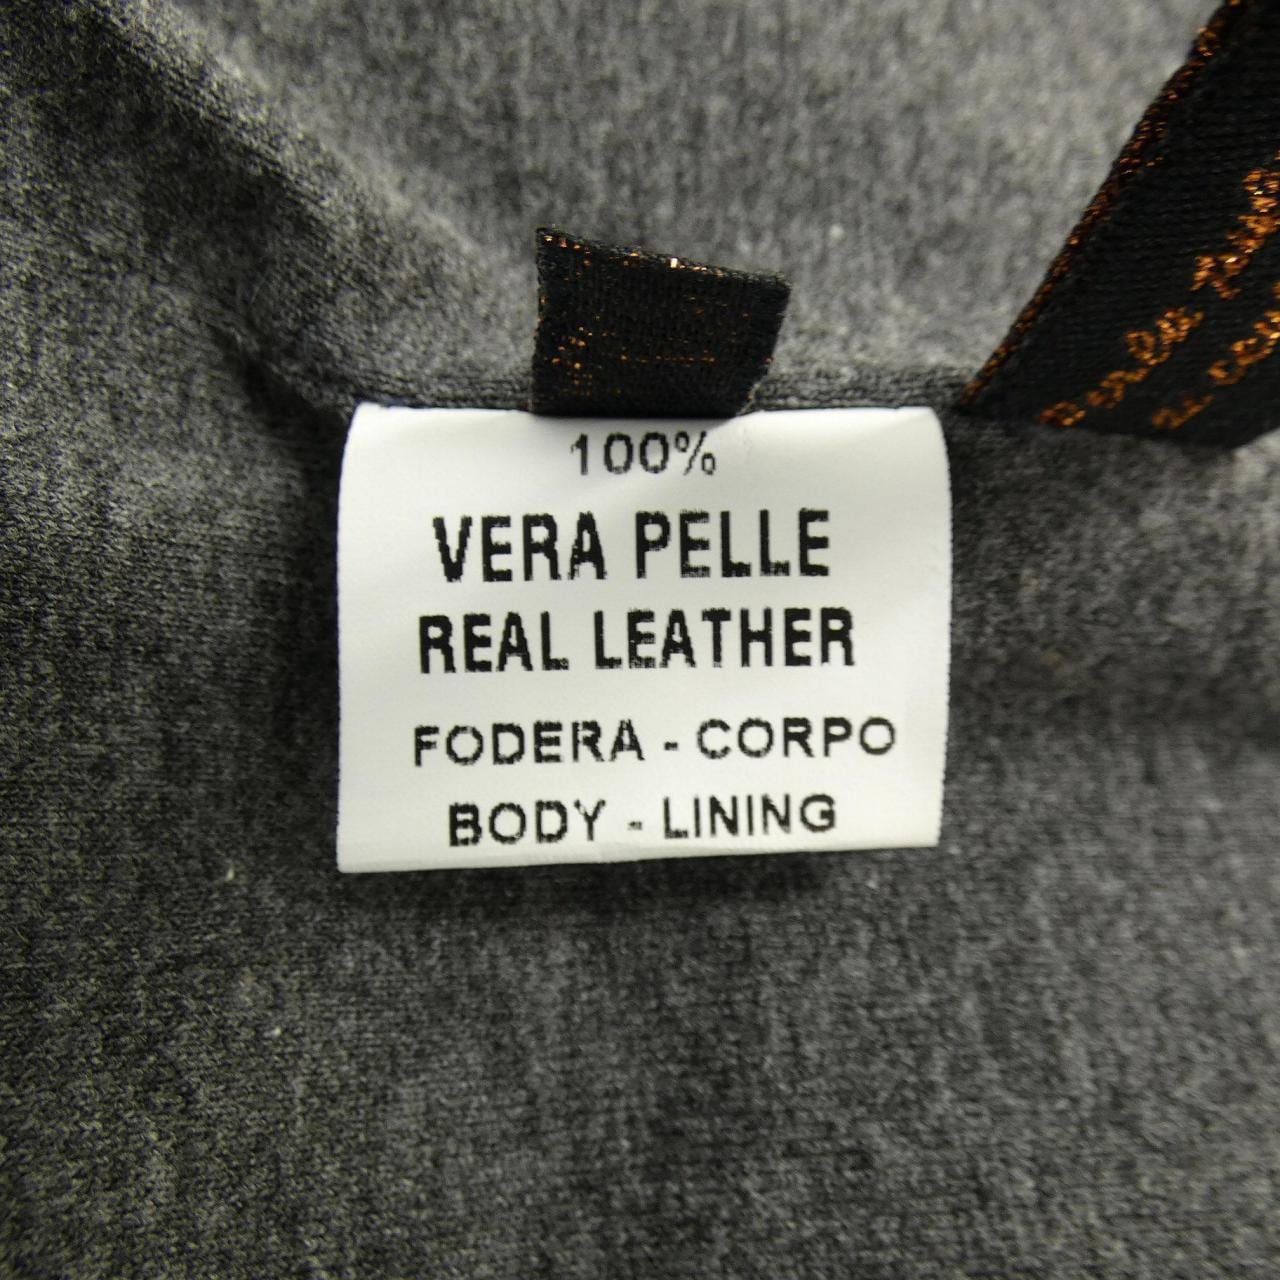 100%
VERA PELLE
REAL LEATHER
FODERA - CORPO
BODY - LINING